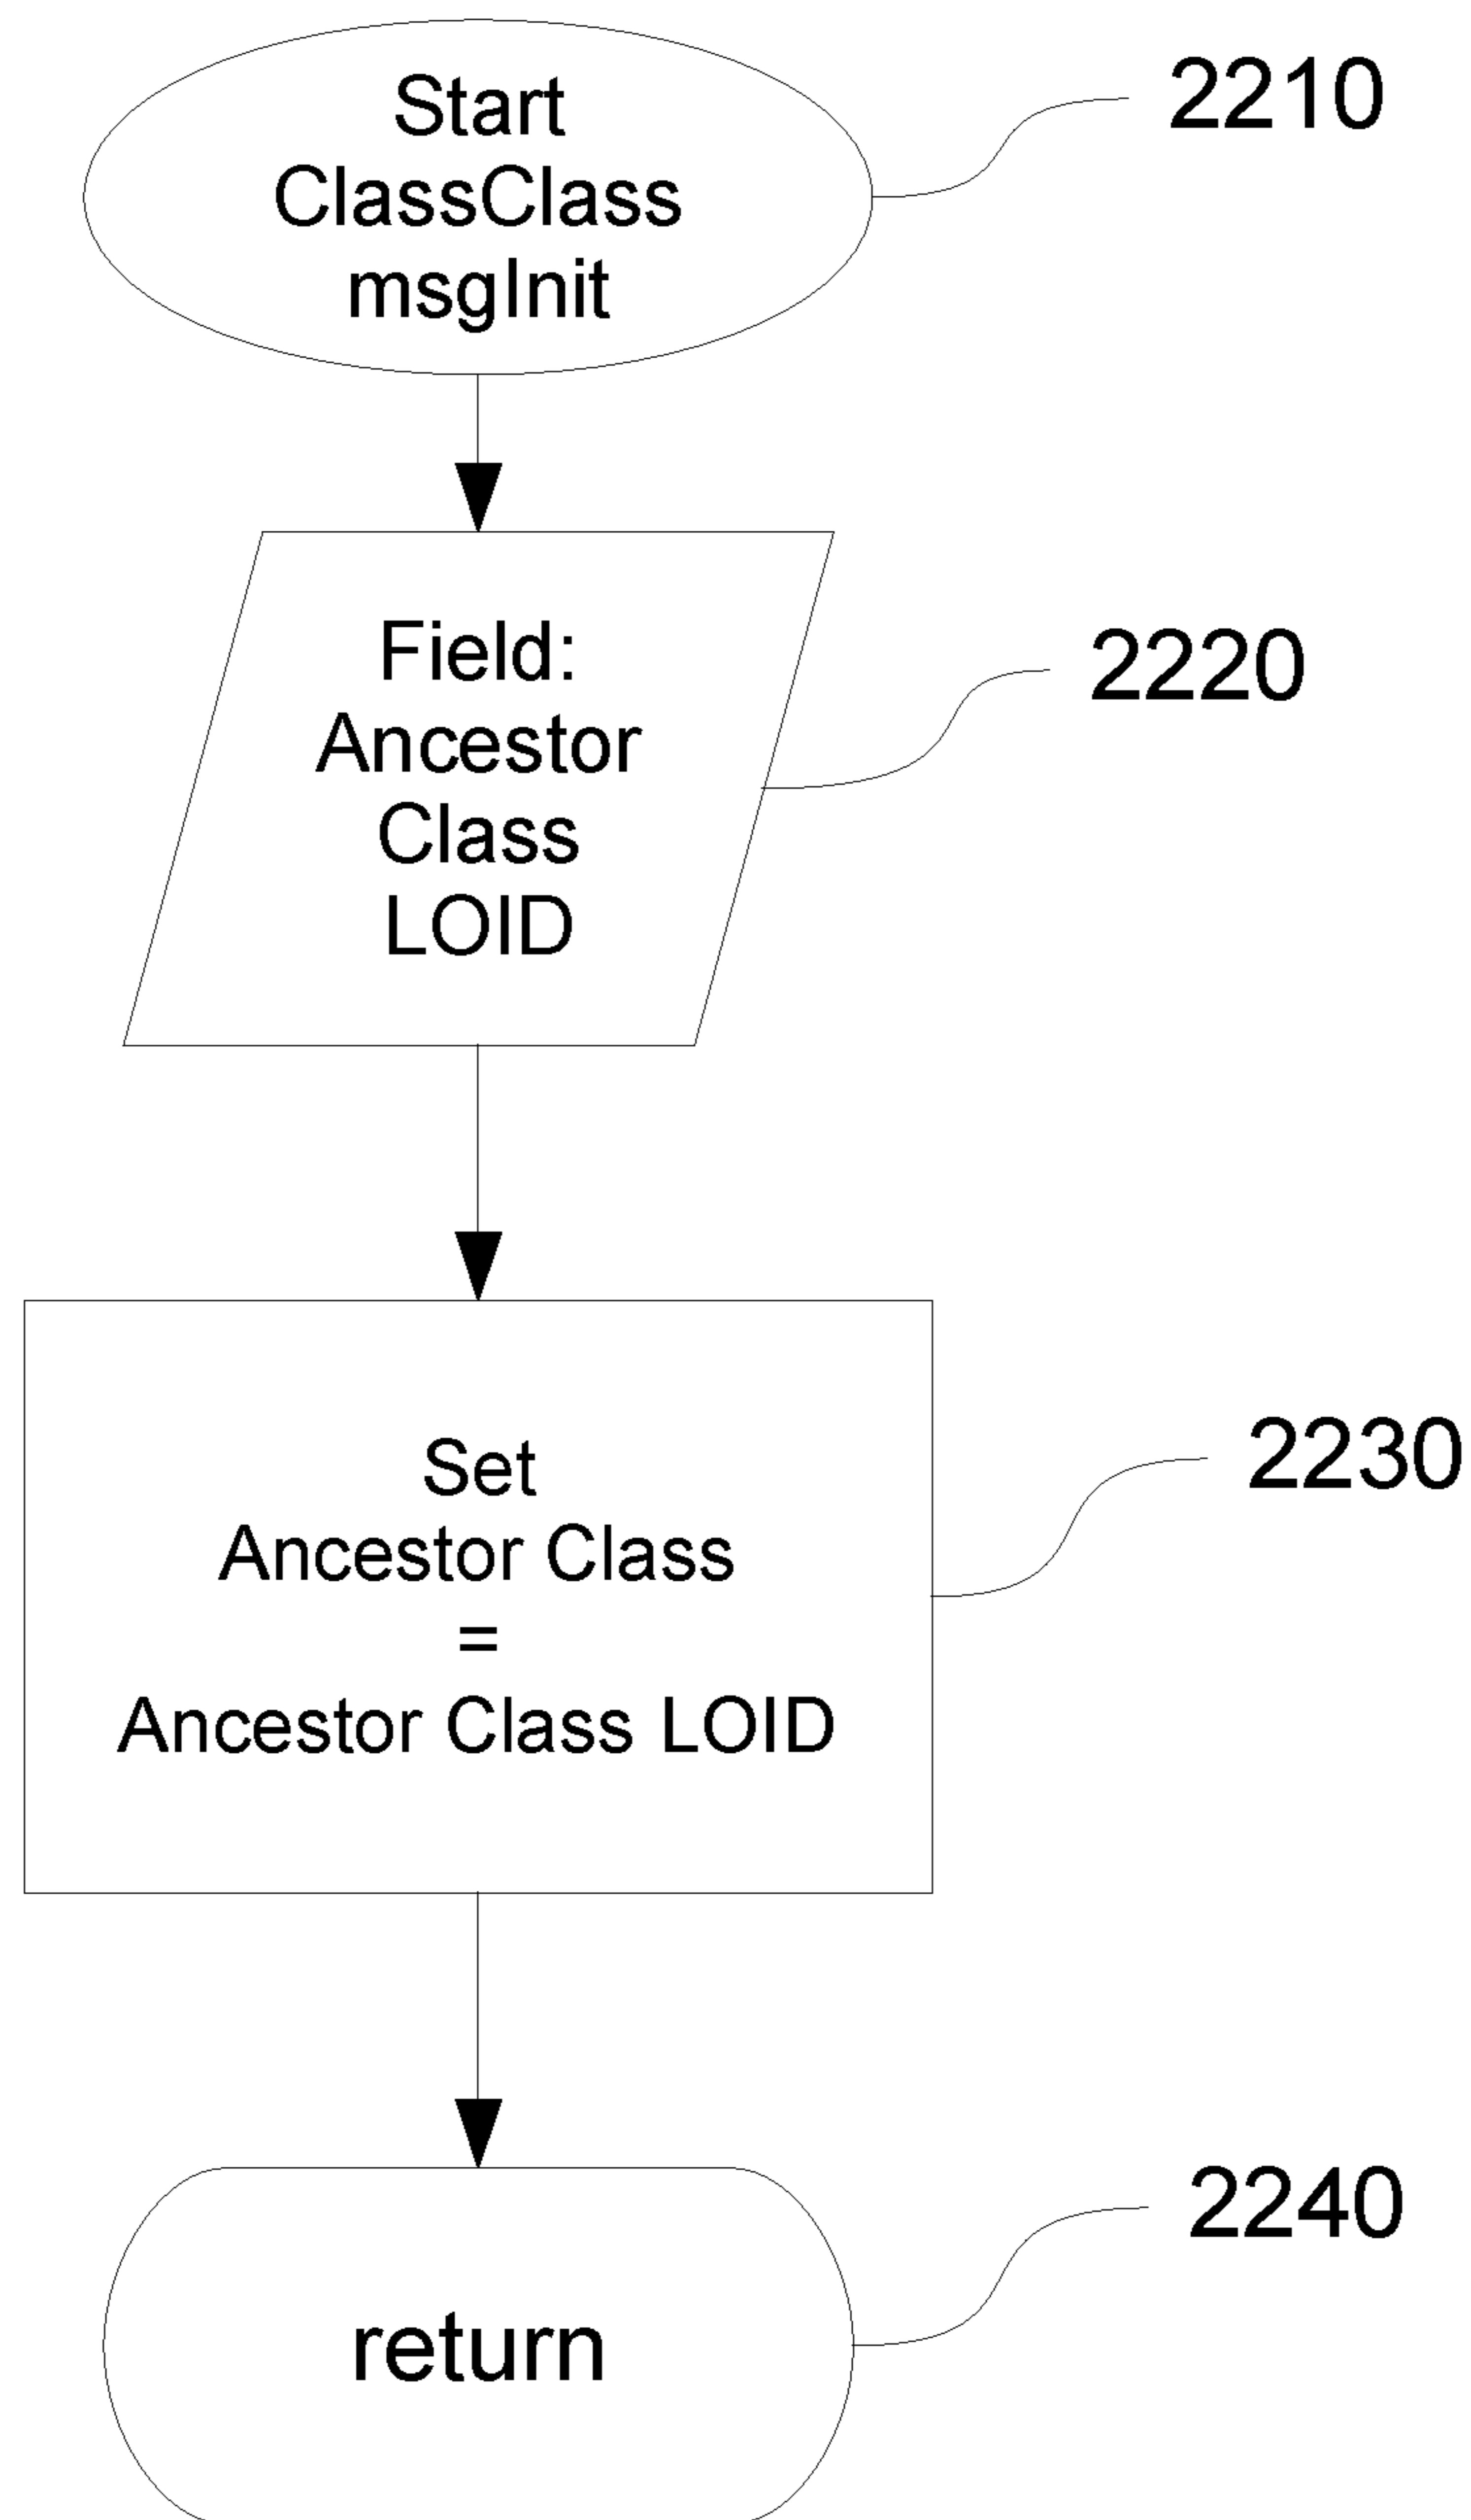 Start
ClassClass
msgInit
2210
Field:
Ancestor
Class
LOID
2220
Set
Ancestor Class
=
Ancestor Class LOID
2230
return
2240